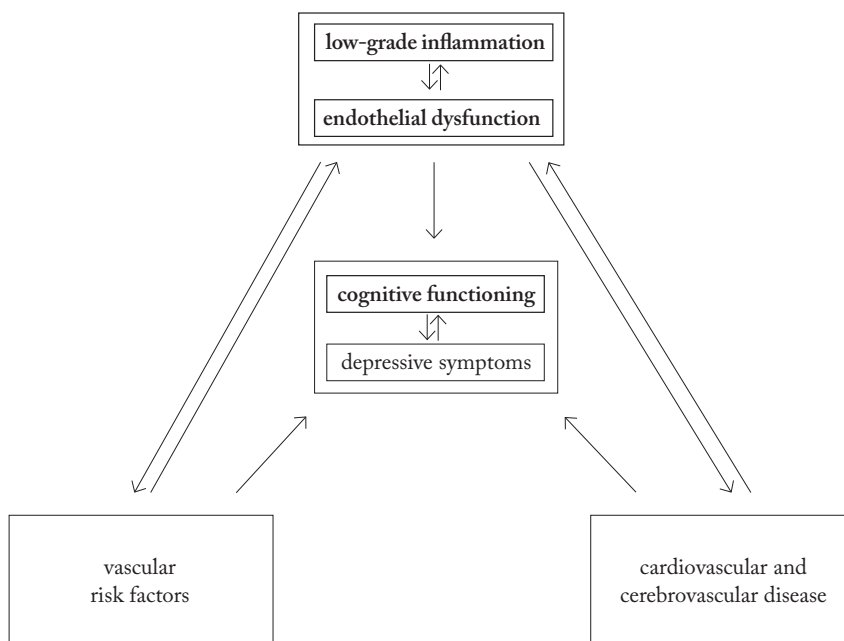 low-grade inflammation
endothelial dysfunction
cognitive functioning
depressive symptoms
vascular
risk factors
cardiovascular and
cerebrovascular disease